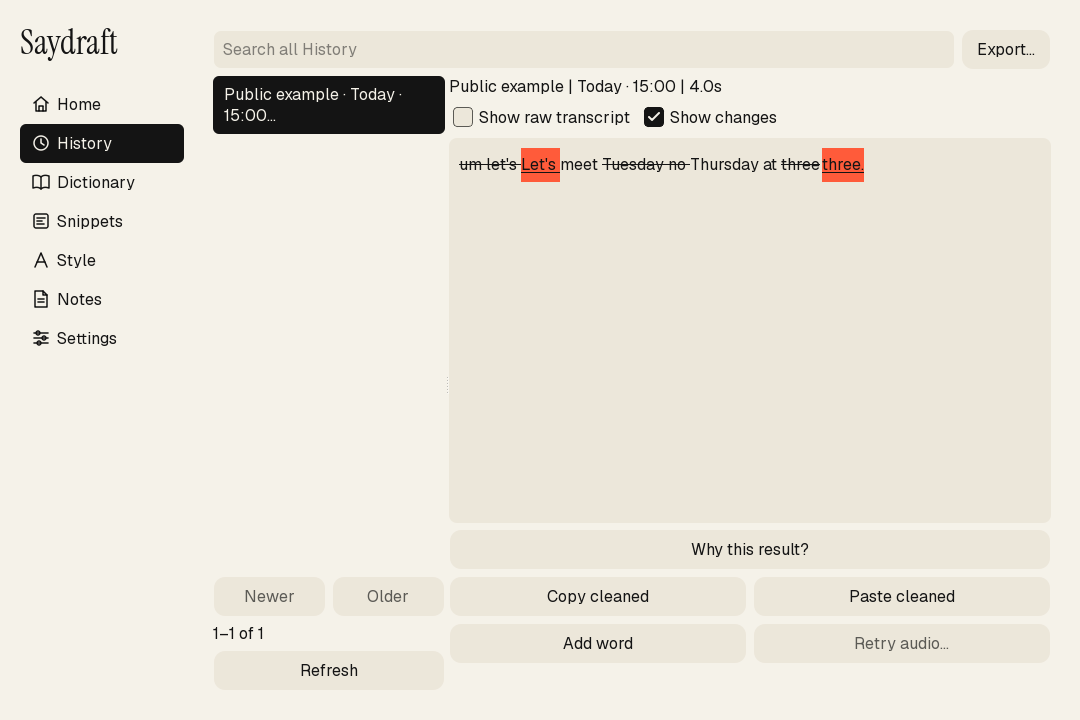 Saydraft
Home
History
Dictionary
Snippets
Style
Notes
Settings
Search all History
Export...
Public example · Today ·
15:00...
Newer
Older
1–1 of 1
Refresh
Public example | Today · 15:00 | 4.0s
Show raw transcript
Show changes
um let's Let's meet Tuesday no Thursday at three three.
Why this result?
Copy cleaned
Paste cleaned
Add word
Retry audio...